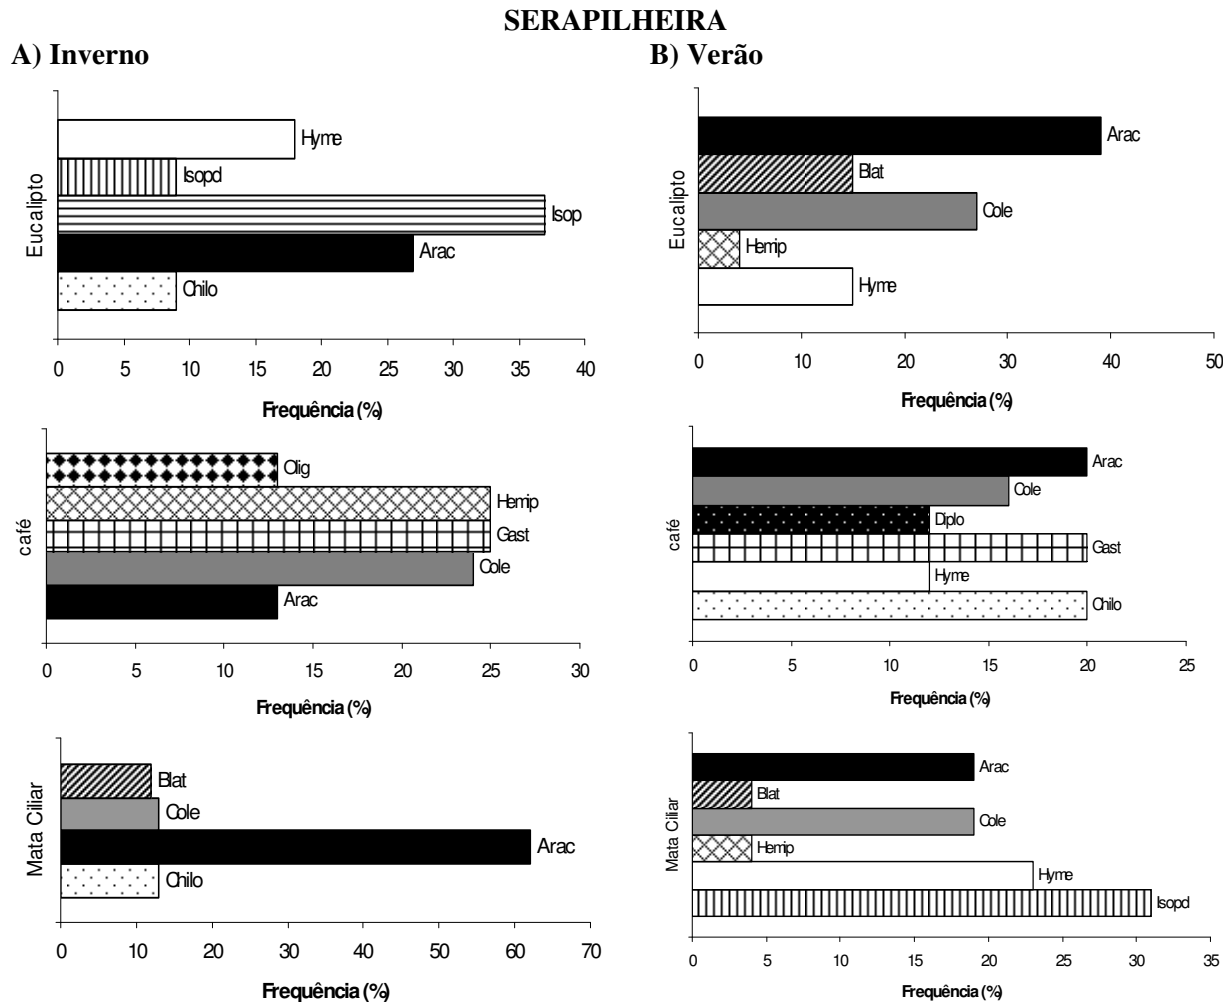 SERAPILHEIRA
A) Inverno
B) Verão
Eucalipto
Hyme
Isopd
Isop
Arac
Chilo
0 5 10 15 20 25 30 35 40
Frequência (%)
Eucalipto
Arac
Blat
Cole
Hemip
Hyme
0 10 20 30 40 50
Frequência (%)
café
Olig
Hemip
Gast
Cole
Arac
0 5 10 15 20 25 30
Frequência (%)
café
Arac
Cole
Diplo
Gast
Hyme
Chilo
0 5 10 15 20 25
Frequência (%)
Mata Ciliar
Blat
Cole
Arac
Chilo
0 10 20 30 40 50 60 70
Frequência (%)
Mata Ciliar
Arac
Blat
Cole
Hemip
Hyme
Isopd
0 5 10 15 20 25 30 35
Frequência (%)